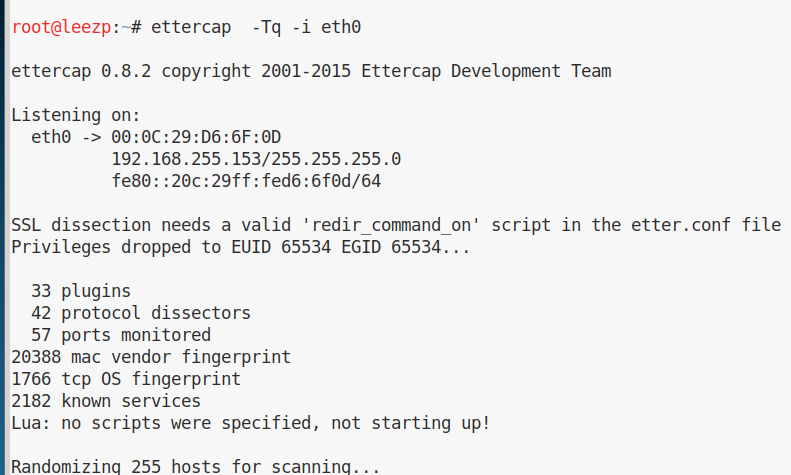 root@leezp:~# ettercap  -Tq -i eth0
ettercap 0.8.2 copyright 2001-2015 Ettercap Development Team
Listening on:
  eth0 -> 00:0C:29:D6:6F:0D
          192.168.255.153/255.255.255.0
          fe80::20c:29ff:fed6:6f0d/64
SSL dissection needs a valid 'redir_command_on' script in the etter.conf file
Privileges dropped to EUID 65534 EGID 65534...
  33 plugins
  42 protocol dissectors
  57 ports monitored
20388 mac vendor fingerprint
1766 tcp OS fingerprint
2182 known services
Lua: no scripts were specified, not starting up!
Randomizing 255 hosts for scanning...